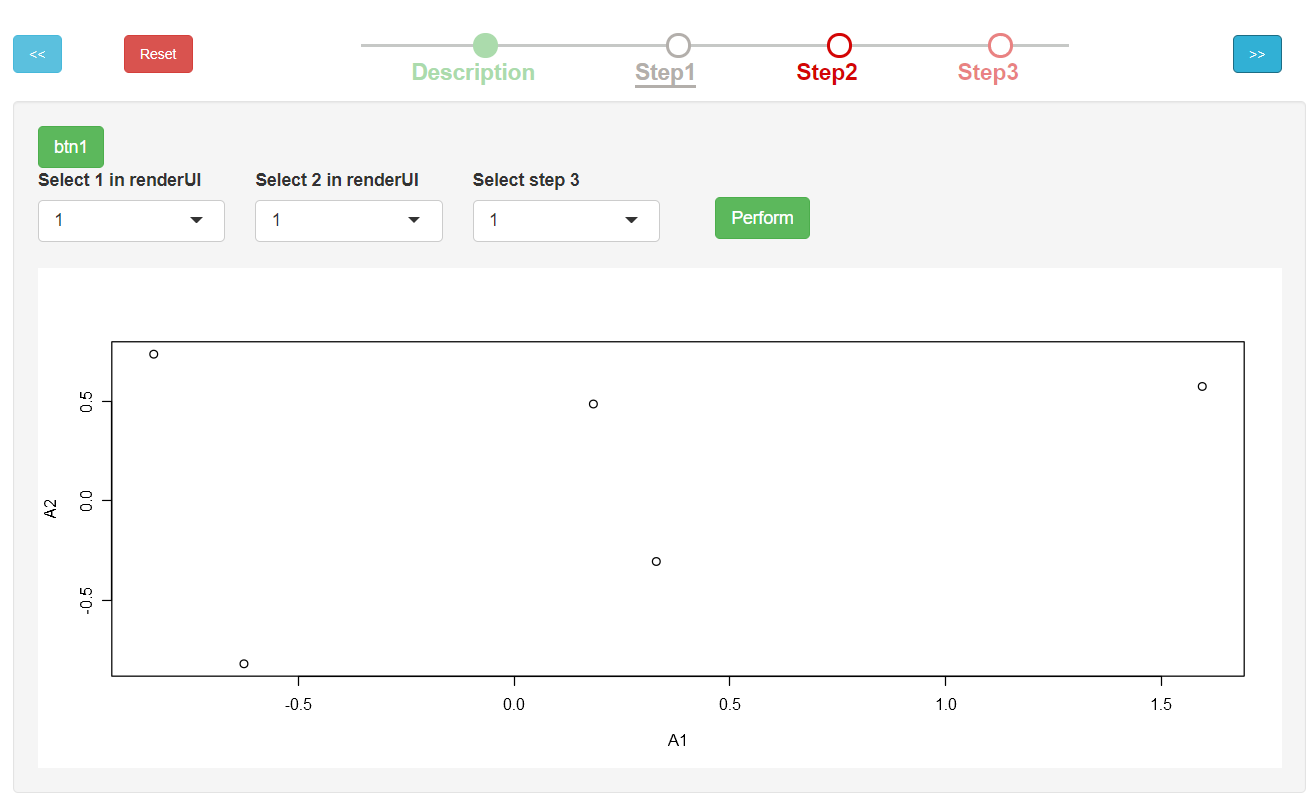 << Reset >>
Description Step1 Step2 Step3
btn1
Select 1 in renderUI Select 2 in renderUI Select step 3
1 1 1 Perform
A2
0.5
0.0
-0.5
-0.5 0.0 0.5 1.0 1.5
A1